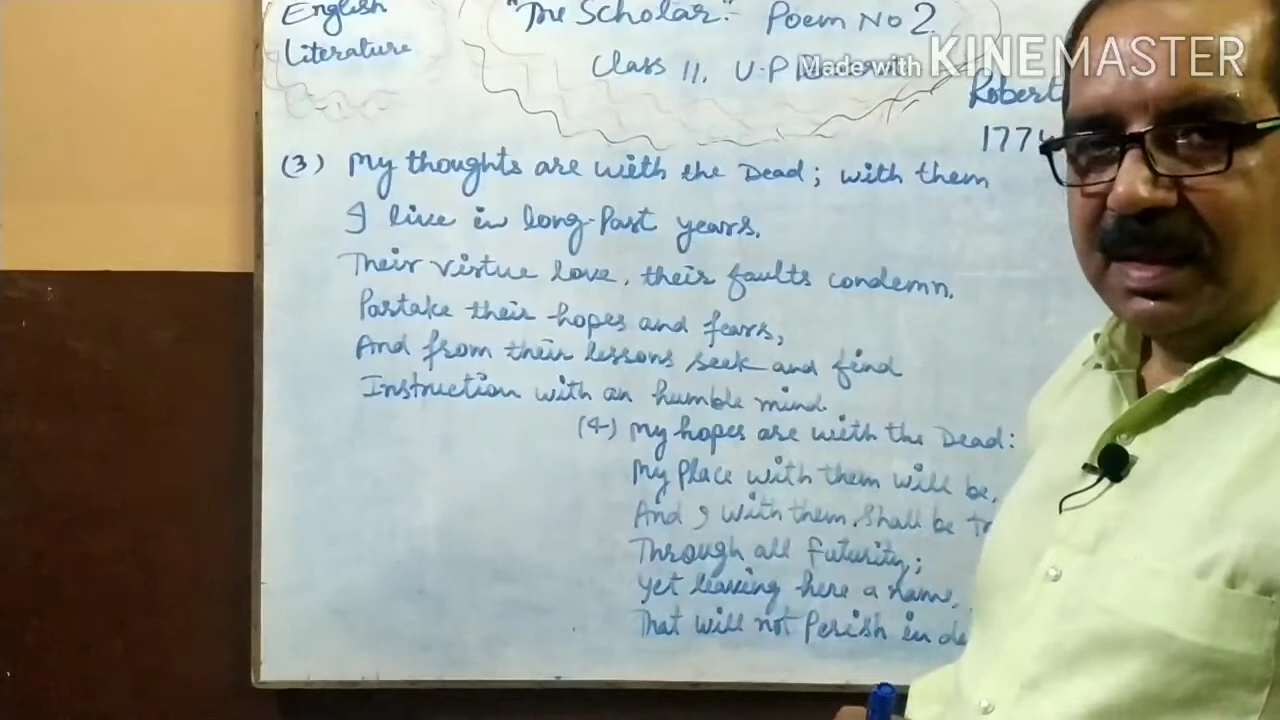 English
Literature
"The Scholar". Poem No 2.
Class 11. U.P
Made with KINEMASTER
Robert
1774
(3) My thoughts are with the Dead; with them
I live in long-Past years.
Their virtue love, their faults condemn,
Partake their hopes and fears,
And from their lessons seek and find
Instruction with an humble mind.
(4) My hopes are with the Dead:
My Place with them will be,
And I with them shall be
Through all Futurity;
Yet leaving here a name,
That will not Perish in